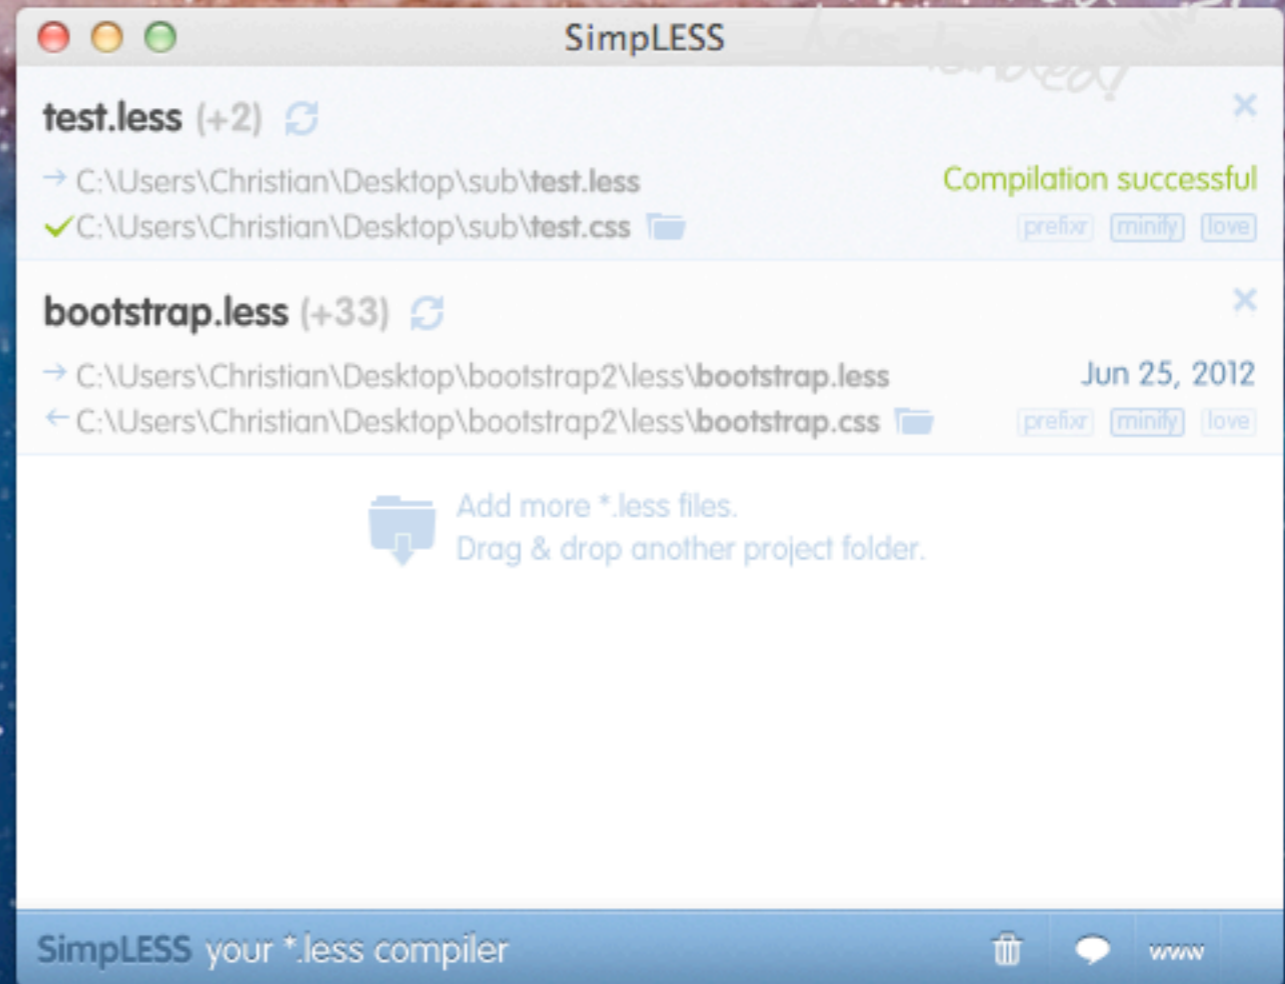 SimpLESS
has landed!
test.less (+2)
→ C:\Users\Christian\Desktop\sub\test.less
Compilation successful
✓ C:\Users\Christian\Desktop\sub\test.css
prefixr minify love
bootstrap.less (+33)
→ C:\Users\Christian\Desktop\bootstrap2\less\bootstrap.less
Jun 25, 2012
← C:\Users\Christian\Desktop\bootstrap2\less\bootstrap.css
prefixr minify love
Add more *.less files.
Drag & drop another project folder.
SimpLESS your *.less compiler
www